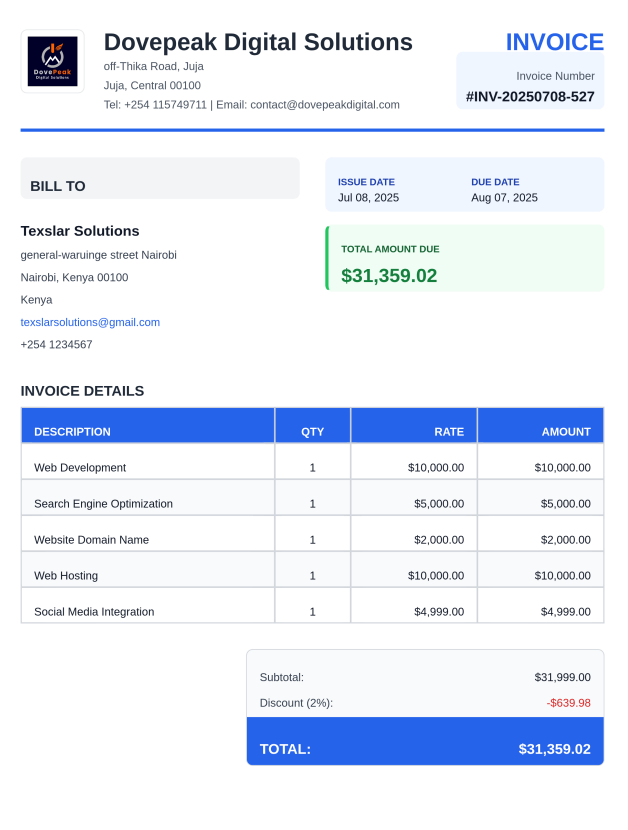 DovePeak
Digital Solutions
Dovepeak Digital Solutions
off-Thika Road, Juja
Juja, Central 00100
Tel: +254 115749711 | Email: contact@dovepeakdigital.com
INVOICE
Invoice Number
#INV-20250708-527
BILL TO
Texslar Solutions
general-waruinge street Nairobi
Nairobi, Kenya 00100
Kenya
texslarsolutions@gmail.com
+254 1234567
ISSUE DATE DUE DATE
Jul 08, 2025 Aug 07, 2025
TOTAL AMOUNT DUE
$31,359.02
INVOICE DETAILS
DESCRIPTION QTY RATE AMOUNT
Web Development 1 $10,000.00 $10,000.00
Search Engine Optimization 1 $5,000.00 $5,000.00
Website Domain Name 1 $2,000.00 $2,000.00
Web Hosting 1 $10,000.00 $10,000.00
Social Media Integration 1 $4,999.00 $4,999.00
Subtotal: $31,999.00
Discount (2%): -$639.98
TOTAL: $31,359.02